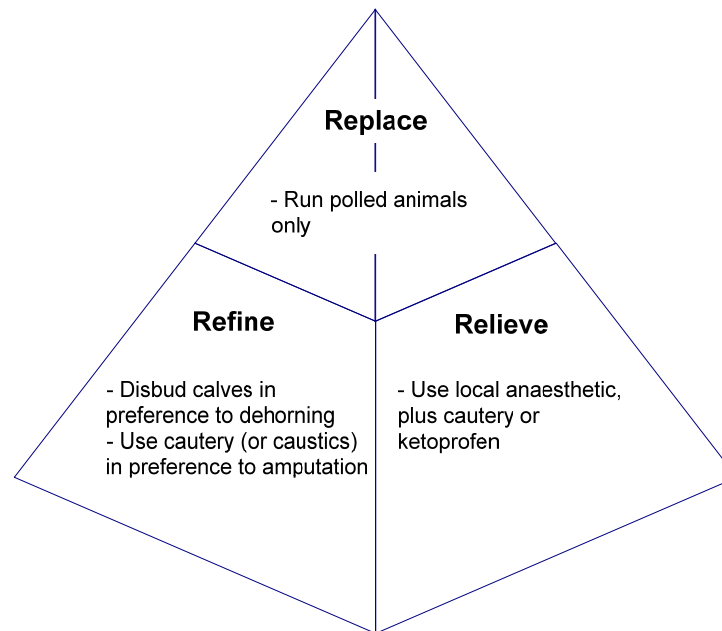 Replace
- Run polled animals
only
Refine
- Disbud calves in
preference to dehorning
- Use cautery (or caustics)
in preference to amputation
Relieve
- Use local anaesthetic,
plus cautery or
ketoprofen